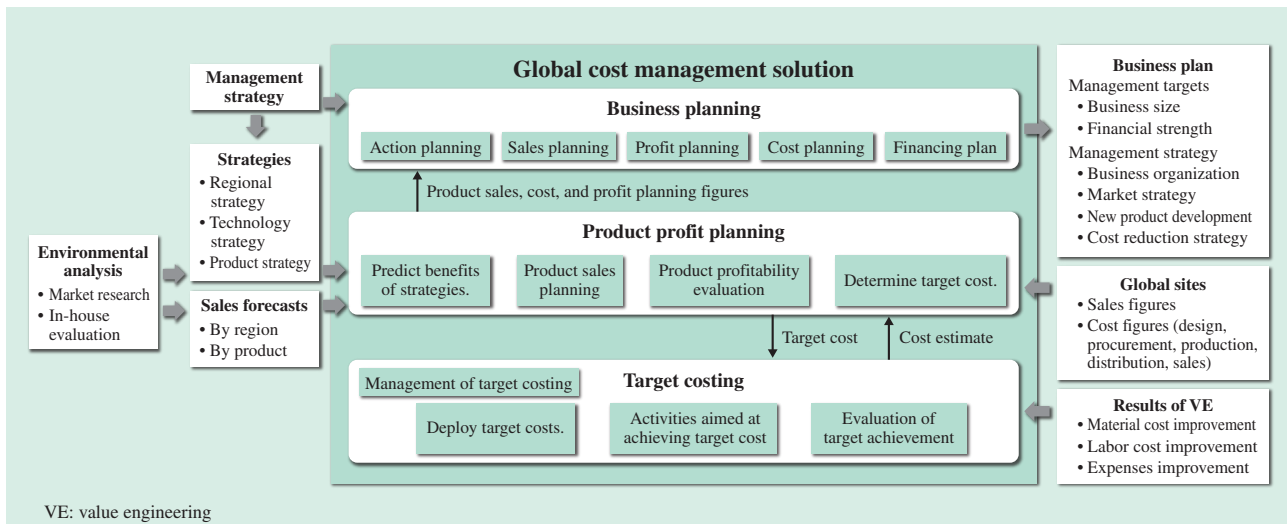 Global cost management solution
Management
strategy
Strategies
• Regional
strategy
• Technology
strategy
• Product strategy
Environmental
analysis
• Market research
• In-house
evaluation
Sales forecasts
• By region
• By product
Business planning
Action planning
Sales planning
Profit planning
Cost planning
Financing plan
Product sales, cost, and profit planning figures
Product profit planning
Predict benefits
of strategies.
Product sales
planning
Product profitability
evaluation
Determine target cost.
Target cost
Cost estimate
Target costing
Management of target costing
Deploy target costs.
Activities aimed at
achieving target cost
Evaluation of
target achievement
Business plan
Management targets
• Business size
• Financial strength
Management strategy
• Business organization
• Market strategy
• New product development
• Cost reduction strategy
Global sites
• Sales figures
• Cost figures (design,
procurement, production,
distribution, sales)
Results of VE
• Material cost improvement
• Labor cost improvement
• Expenses improvement
VE: value engineering